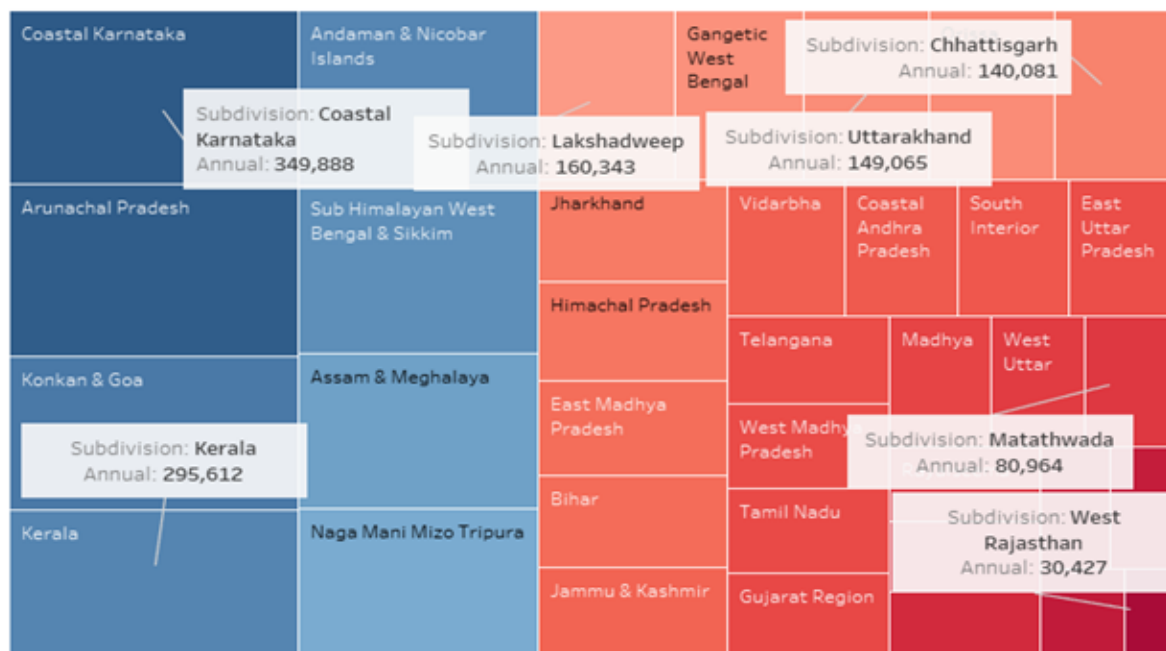 Coastal Karnataka
Andaman & Nicobar
Islands
Gangetic
West
Bengal
Orissa
Subdivision: Chhattisgarh
Annual: 140,081
Subdivision: Coastal
Karnataka
Annual: 349,888
Subdivision: Lakshadweep
Annual: 160,343
Subdivision: Uttarakhand
Annual: 149,065
Arunachal Pradesh
Sub Himalayan West
Bengal & Sikkim
Jharkhand
Vidarbha
Coastal
Andhra
Pradesh
South
Interior
East
Uttar
Pradesh
Himachal Pradesh
Telangana
Madhya
West
Uttar
Konkan & Goa
Assam & Meghalaya
East Madhya
Pradesh
West Madhya
Pradesh
Subdivision: Kerala
Annual: 295,612
Subdivision: Matathwada
Annual: 80,964
Bihar
Kerala
Naga Mani Mizo Tripura
Tamil Nadu
Subdivision: West
Rajasthan
Annual: 30,427
Jammu & Kashmir
Gujarat Region